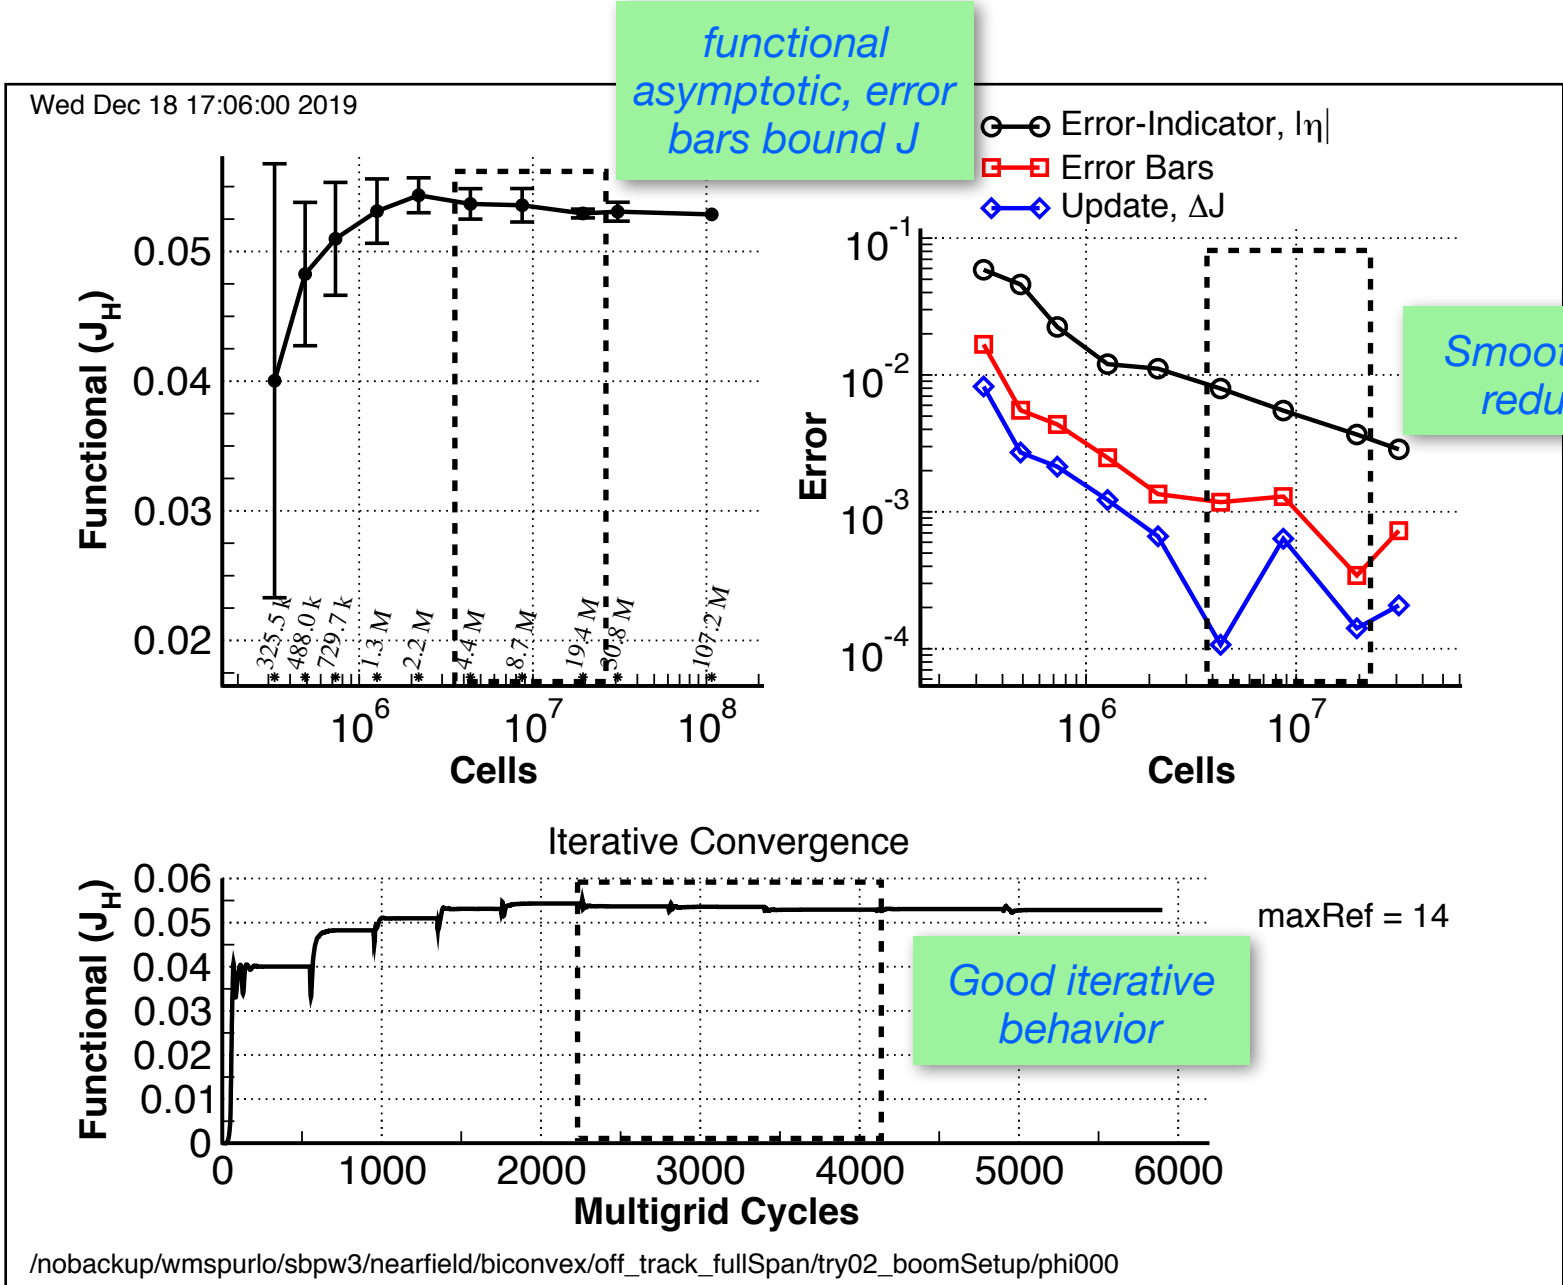 functional
asymptotic, error
bars bound J
Wed Dec 18 17:06:00 2019
Error-Indicator, |η|
Error Bars
Update, ΔJ
Functional (J_H)
0.05
0.04
0.03
0.02
325.5 k
488.0 k
729.7 k
1.3 M
2.2 M
4.4 M
8.7 M
19.4 M
30.8 M
107.2 M
10^6
10^7
10^8
Cells
Error
10^-1
10^-2
10^-3
10^-4
10^6
10^7
Cells
Iterative Convergence
Functional (J_H)
0.06
0.05
0.04
0.03
0.02
0.01
0
0
1000
2000
3000
4000
5000
6000
Multigrid Cycles
maxRef = 14
Good iterative
behavior
/nobackup/wmspurlo/sbpw3/nearfield/biconvex/off_track_fullSpan/try02_boomSetup/phi000